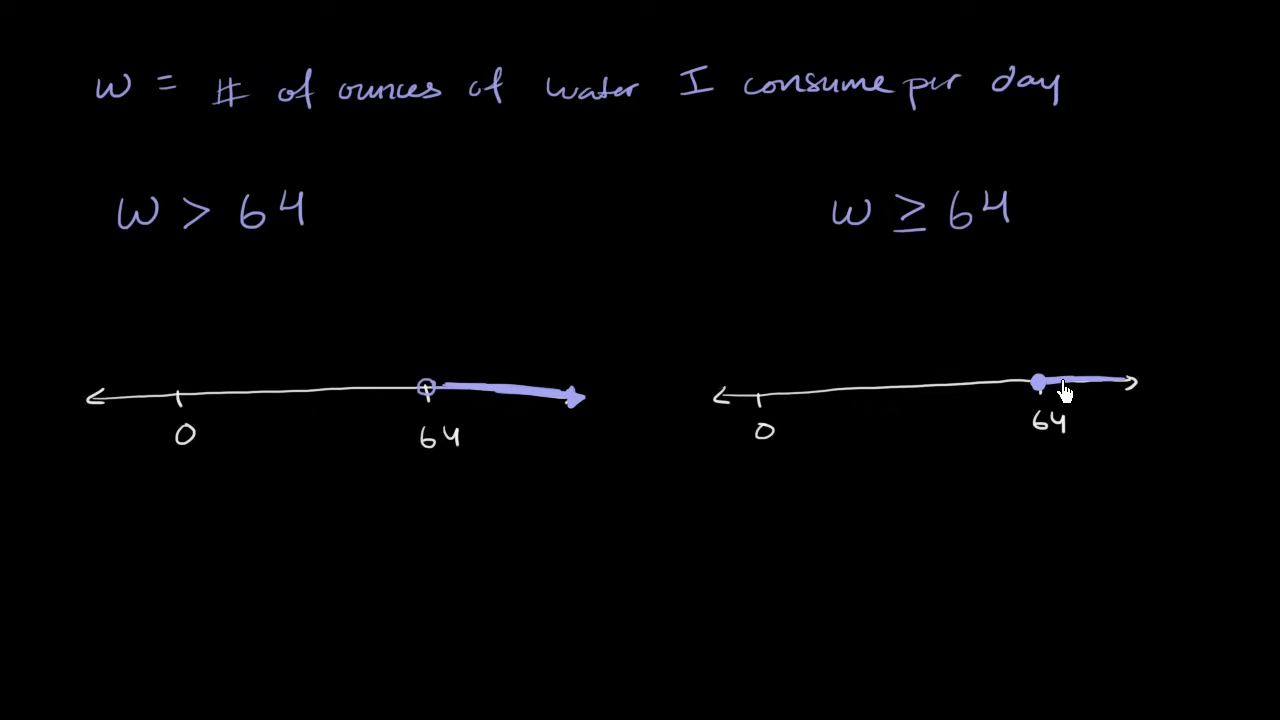 w = # of ounces of water I consume per day
w > 64
w ≥ 64
0 64
0 64